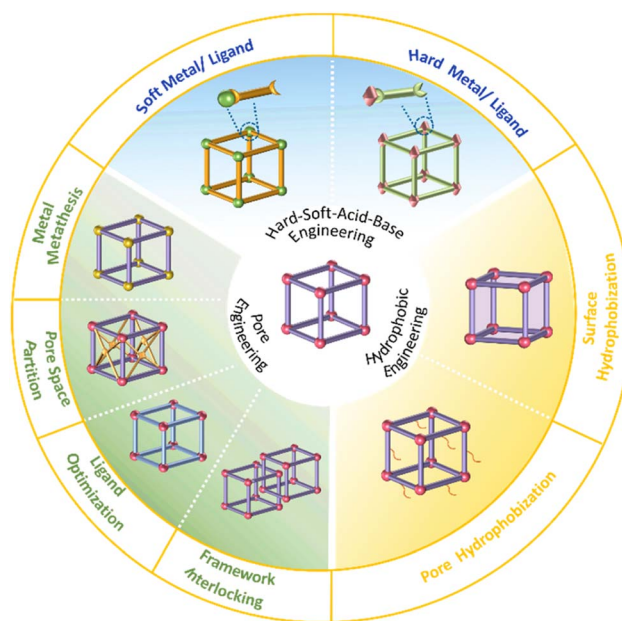 Soft Metal/ Ligand
Hard Metal/ Ligand
Metal
Metathesis
Hard-Soft-Acid-Base
Engineering
Surface
Hydrophobization
Pore
Engineering
Hydrophobic
Engineering
Pore Space
Partition
Ligand
Optimization
Framework
Interlocking
Pore Hydrophobization